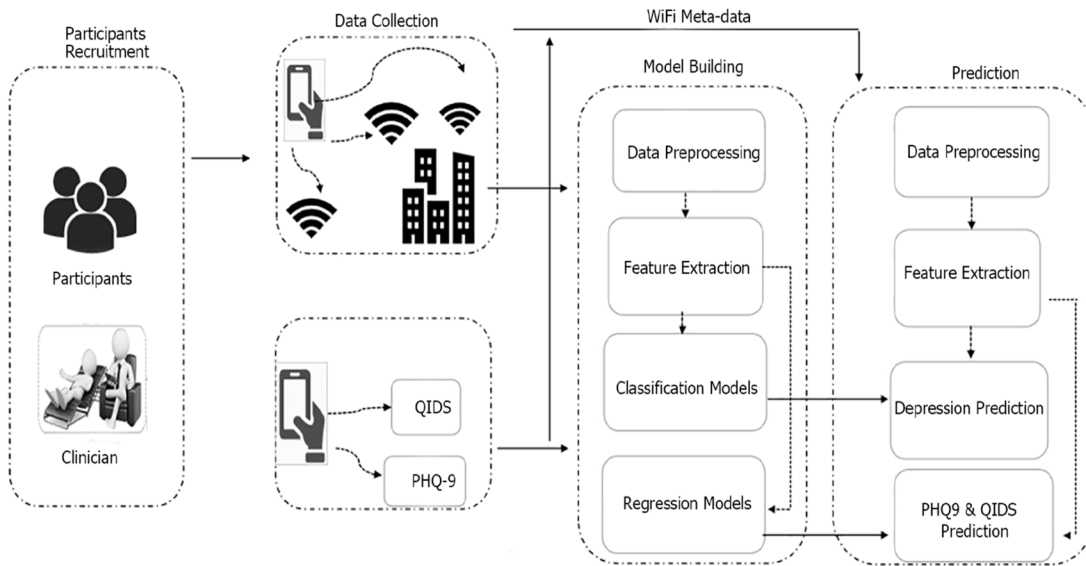 Participants
Recruitment
Participants
Clinician
Data Collection
QIDS
PHQ-9
WiFi Meta-data
Model Building
Data Preprocessing
Feature Extraction
Classification Models
Regression Models
Prediction
Data Preprocessing
Feature Extraction
Depression Prediction
PHQ9 & QIDS
Prediction